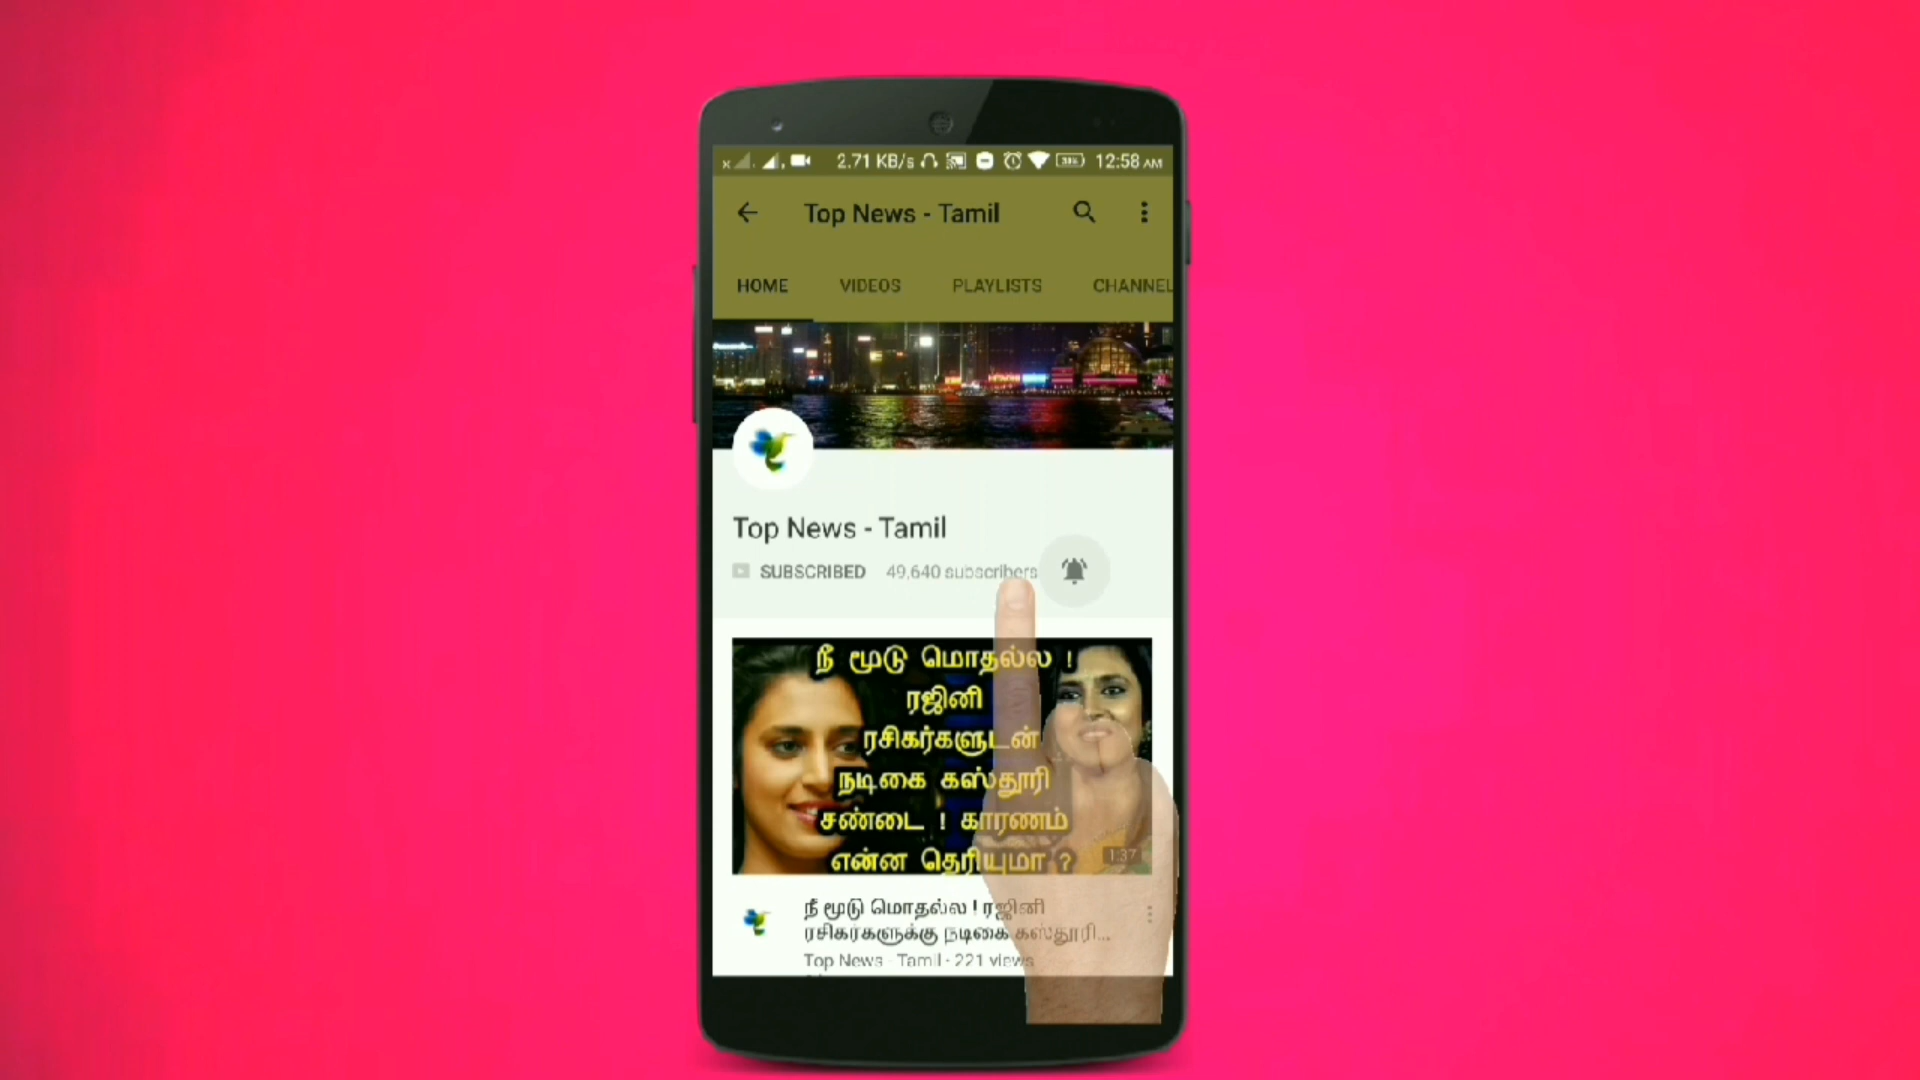 2.71 KB/s 12:58 AM
Top News - Tamil
HOME VIDEOS PLAYLISTS CHANNEL
Top News - Tamil
SUBSCRIBED 49,640 subscribers
நீ மூடு மொதல்ல !
ரஜினி
ரசிகர்களுடன்
நடிகை கஸ்தூரி
சண்டை ! காரணம்
என்ன தெரியுமா ?
1:37
நீ மூடு மொதல்ல ! ரஜினி
ரசிகர்களுக்கு நடிகை கஸ்தூரி...
Top News - Tamil · 221 views